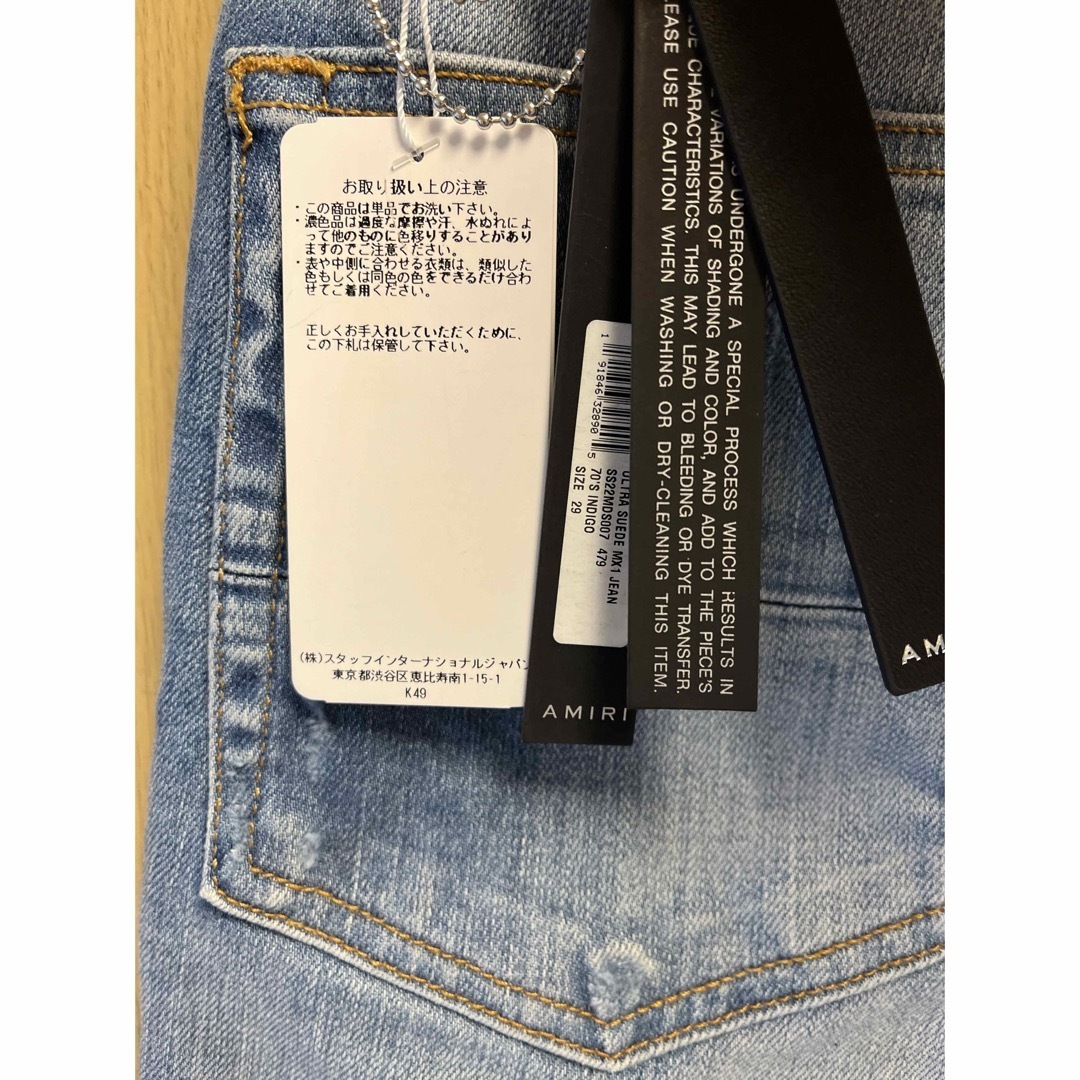 お取り扱い上の注意
・この商品は単品でお洗い下さい。
・濃色品は過度な摩擦や汗、水ぬれによ
って他のものに色移りすることがあり
ますのでご注意ください。
・表や中側に合わせる衣類は、類似した
色もしくは同色の色をできるだけ合わ
せてご着用ください。
正しくお手入れしていただくために、
この下札は保管して下さい。
(株)スタッフインターナショナルジャパン
東京都渋谷区恵比寿南1-15-1
K49
1 91846 32890 5
ULTRA SUEDE MX1 JEAN
SS22MDS007 479
70'S INDIGO
SIZE 29
AMIRI
UNDERGONE A SPECIAL PROCESS WHICH RESULTS IN
VARIATIONS OF SHADING AND COLOR, AND ADD TO THE PIECE'S
CHARACTERISTICS, THIS MAY LEAD TO BLEEDING OR DYE TRANSFER.
USE CAUTION WHEN WASHING OR DRY-CLEANING THIS ITEM.
AM